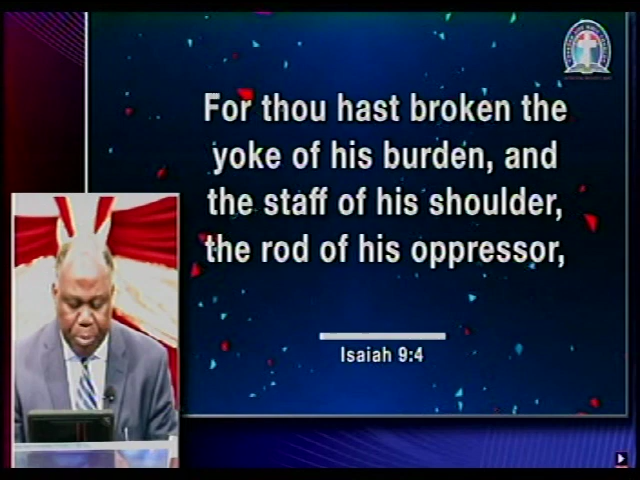 For thou hast broken the
yoke of his burden, and
the staff of his shoulder,
the rod of his oppressor,
Isaiah 9:4